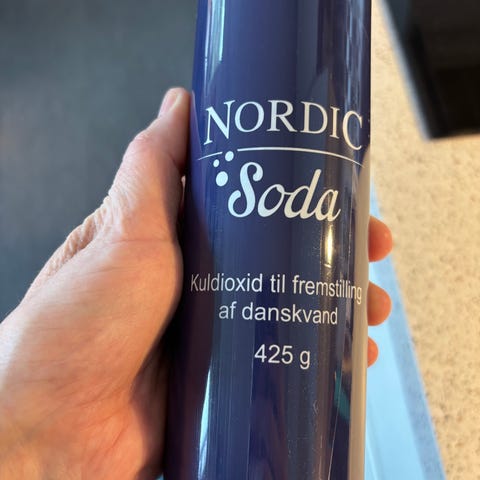 NORDIC
Soda
Kuldioxid til fremstilling
af danskvand
425 g